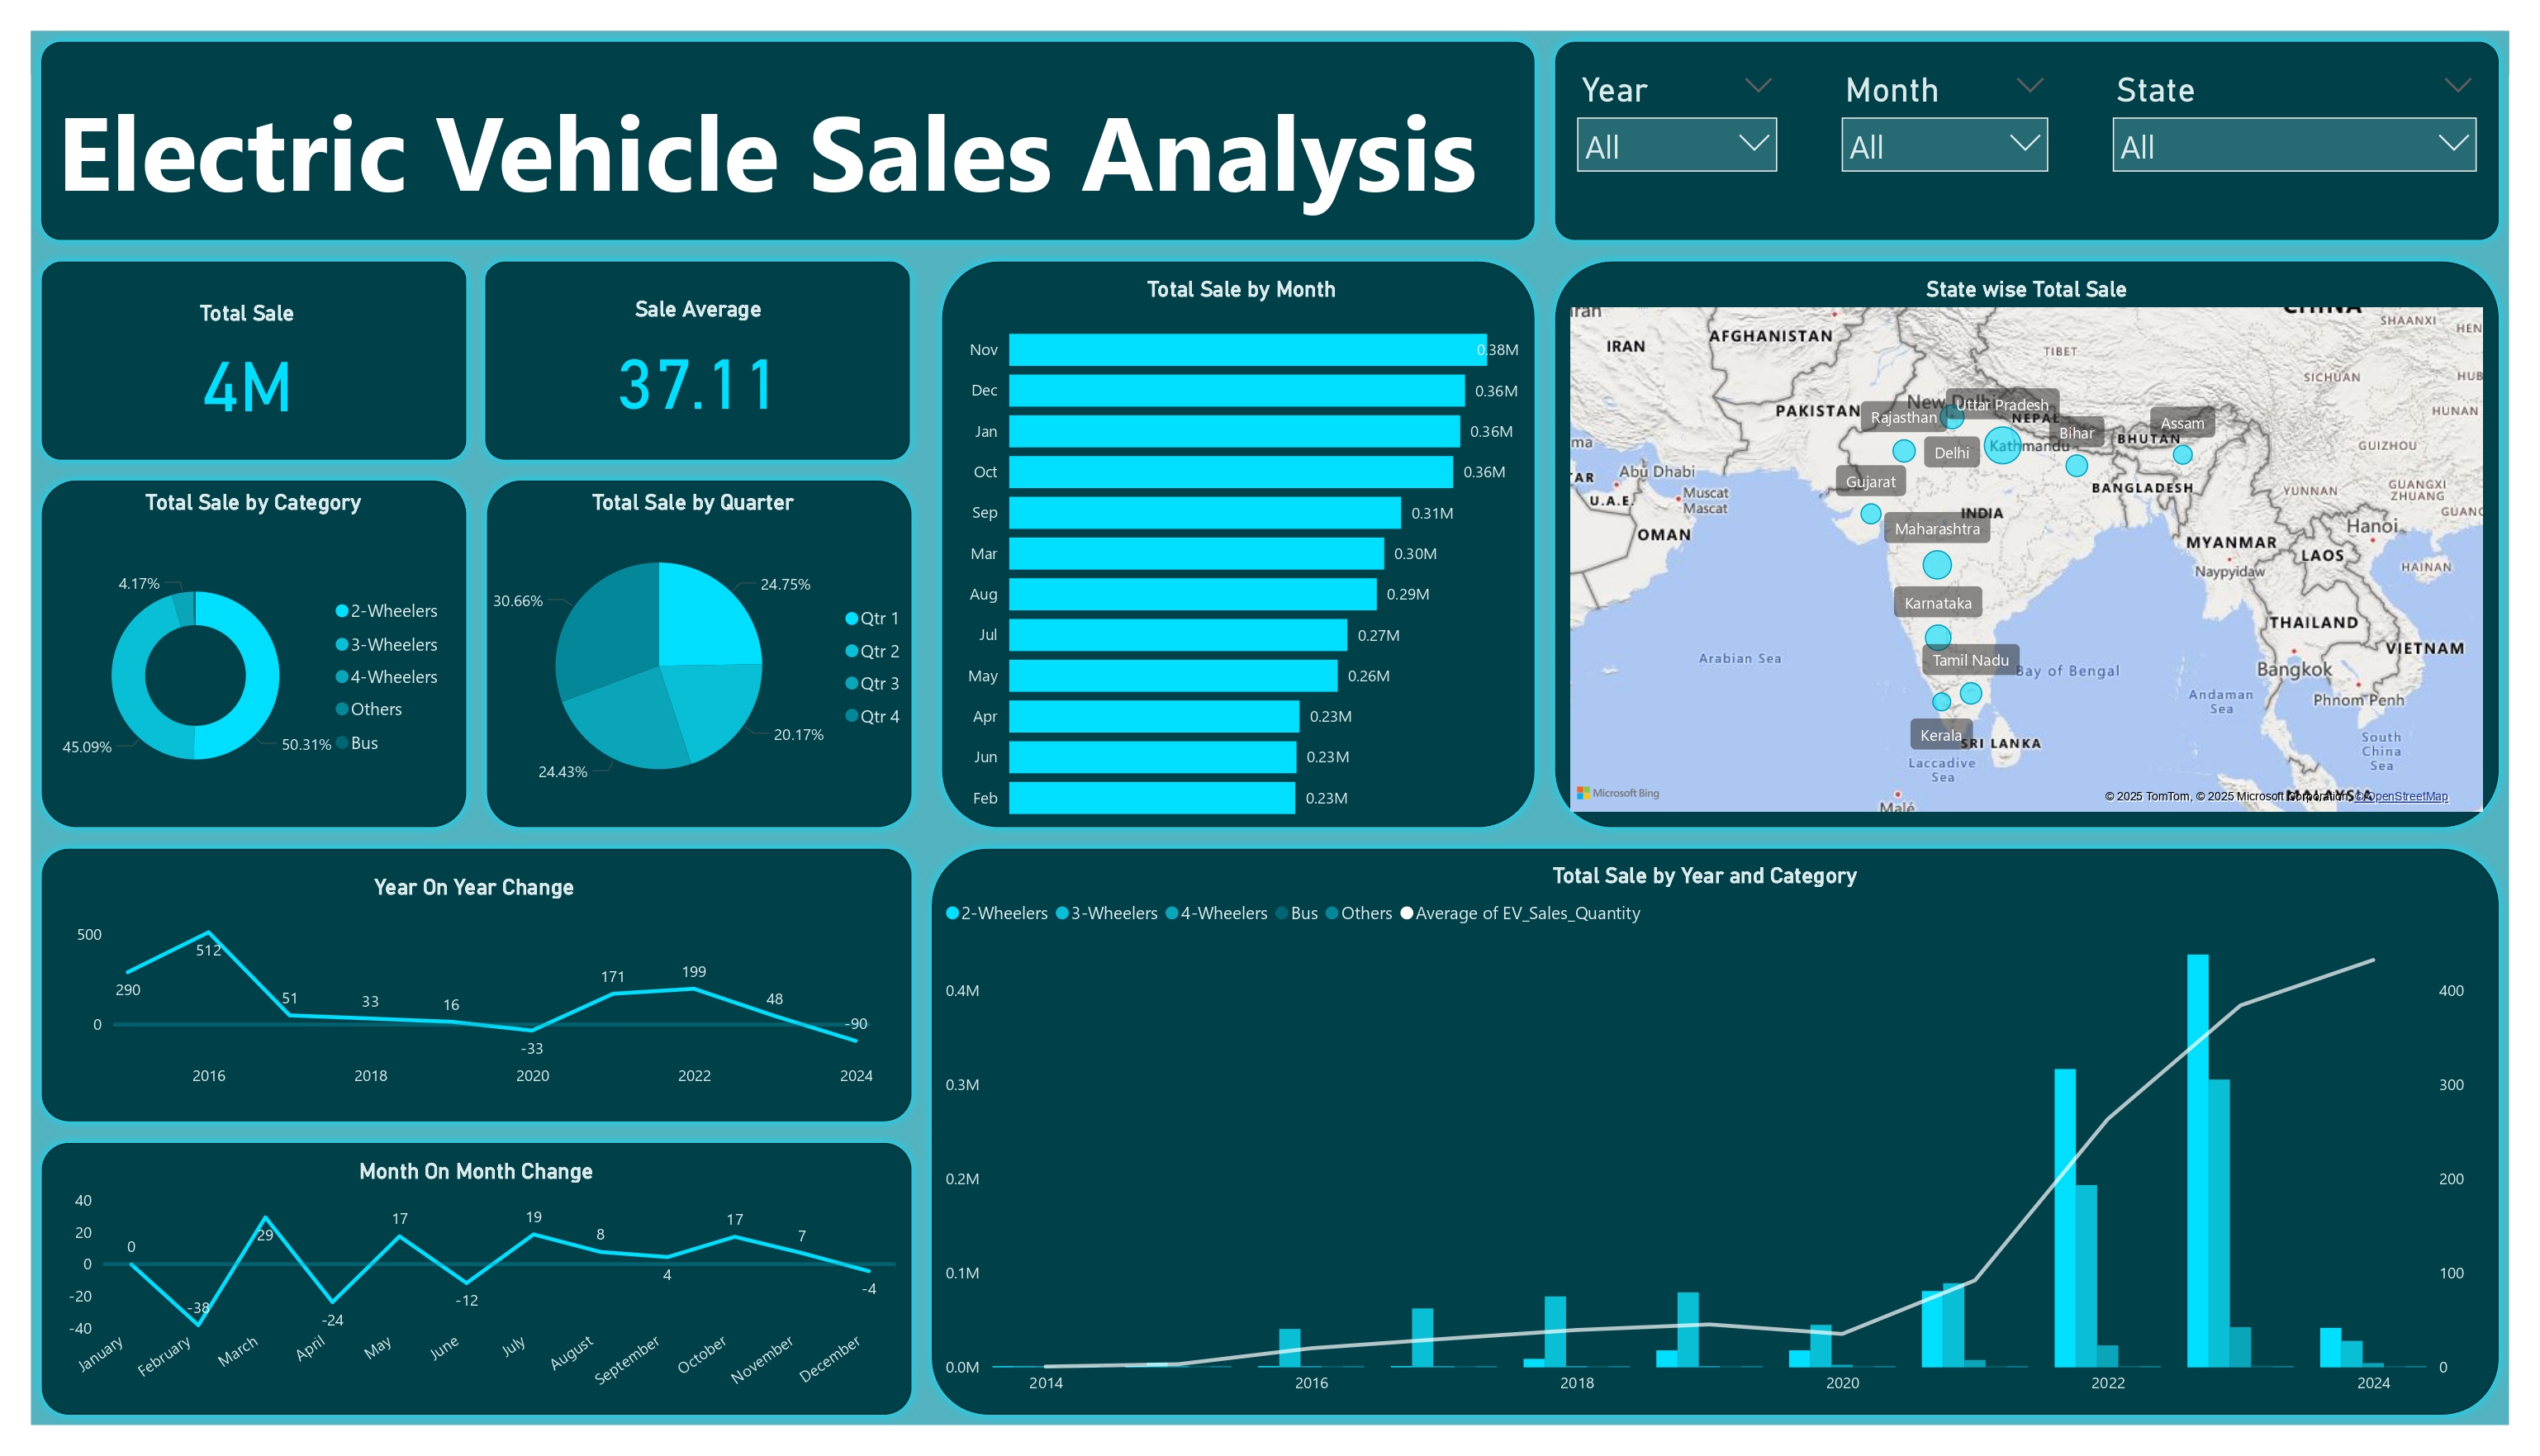 Electric Vehicle Sales Analysis
Year
Month
State
All
All
All
Total Sale
4M
Sale Average
37.11
Total Sale by Category
4.17%
45.09%
50.31%
2-Wheelers
3-Wheelers
4-Wheelers
Others
Bus
Total Sale by Quarter
30.66%
24.75%
24.43%
20.17%
Qtr 1
Qtr 2
Qtr 3
Qtr 4
Total Sale by Month
Nov 0.38M
Dec 0.36M
Jan 0.36M
Oct 0.36M
Sep 0.31M
Mar 0.30M
Aug 0.29M
Jul 0.27M
May 0.26M
Apr 0.23M
Jun 0.23M
Feb 0.23M
State wise Total Sale
CHINA
SHAANXI
HEN
Iran
AFGHANISTAN
IRAN
TIBET
SICHUAN
HUB
New Delhi
Uttar Pradesh
PAKISTAN
Rajasthan
NEPAL
HUNAN
Assam
Bihar
BHUTAN
ma
Kathmandu
Delhi
GUIZHOU
Abu Dhabi
TAR
Gujarat
BANGLADESH
YUNNAN
GUANGXI
ZHUANG
U.A.E.
Muscat
Mascat
GUANG
INDIA
Maharashtra
Hanoi
OMAN
MYANMAR
LAOS
Naypyidaw
HAINAN
Karnataka
THAILAND
VIETNAM
Arabian Sea
Tamil Nadu
Bay of Bengal
Bangkok
Andaman
Sea
Phnom Penh
Kerala
SRI LANKA
South
China
Sea
Laccadive
Sea
Microsoft Bing
Malé
MALAYSIA
© 2025 TomTom, © 2025 Microsoft Corporation, © OpenStreetMap
Year On Year Change
500
0
290
512
51
33
16
-33
171
199
48
-90
2016
2018
2020
2022
2024
Month On Month Change
40
20
0
-20
-40
0
-38
29
-24
17
-12
19
8
4
17
7
-4
January
February
March
April
May
June
July
August
September
October
November
December
Total Sale by Year and Category
2-Wheelers
3-Wheelers
4-Wheelers
Bus
Others
Average of EV_Sales_Quantity
0.4M
0.3M
0.2M
0.1M
0.0M
400
300
200
100
0
2014
2016
2018
2020
2022
2024